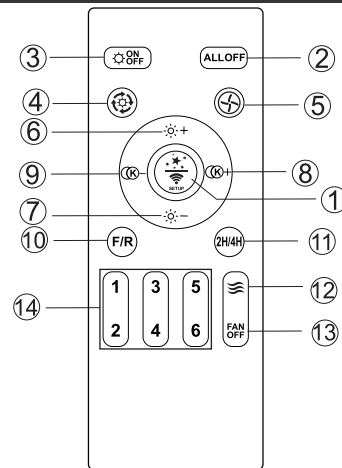 ③ ON OFF ALLOFF ②
④ ⑤
⑥ +
⑨ K- SETUP K+ ⑧
①
⑦ -
⑩ F/R 2H/4H ⑪
1 3 5 ⑫
⑭
2 4 6 FAN OFF ⑬